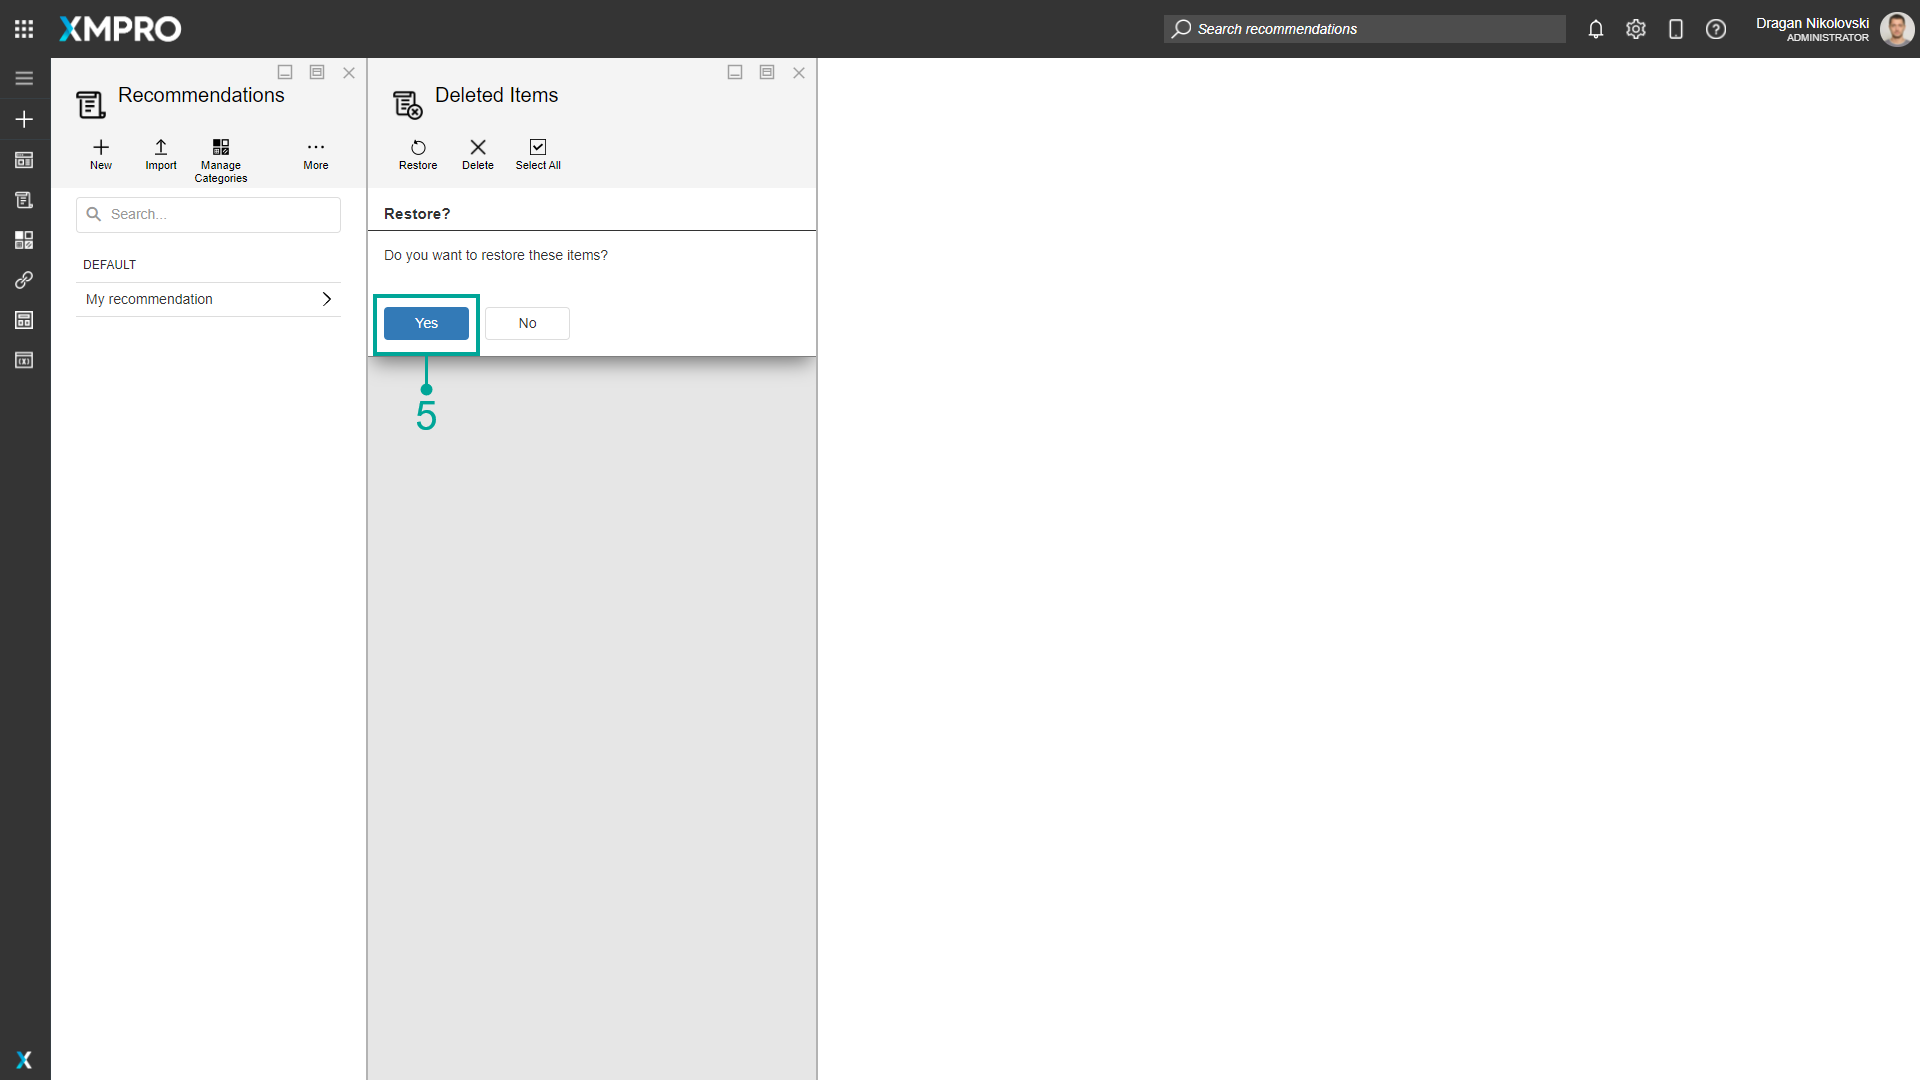 XMPRO
Search recommendations
Dragan Nikolovski
ADMINISTRATOR
Recommendations
New
Import
Manage
Categories
More
Search...
DEFAULT
My recommendation
Deleted Items
Restore
Delete
Select All
Restore?
Do you want to restore these items?
Yes
No
5